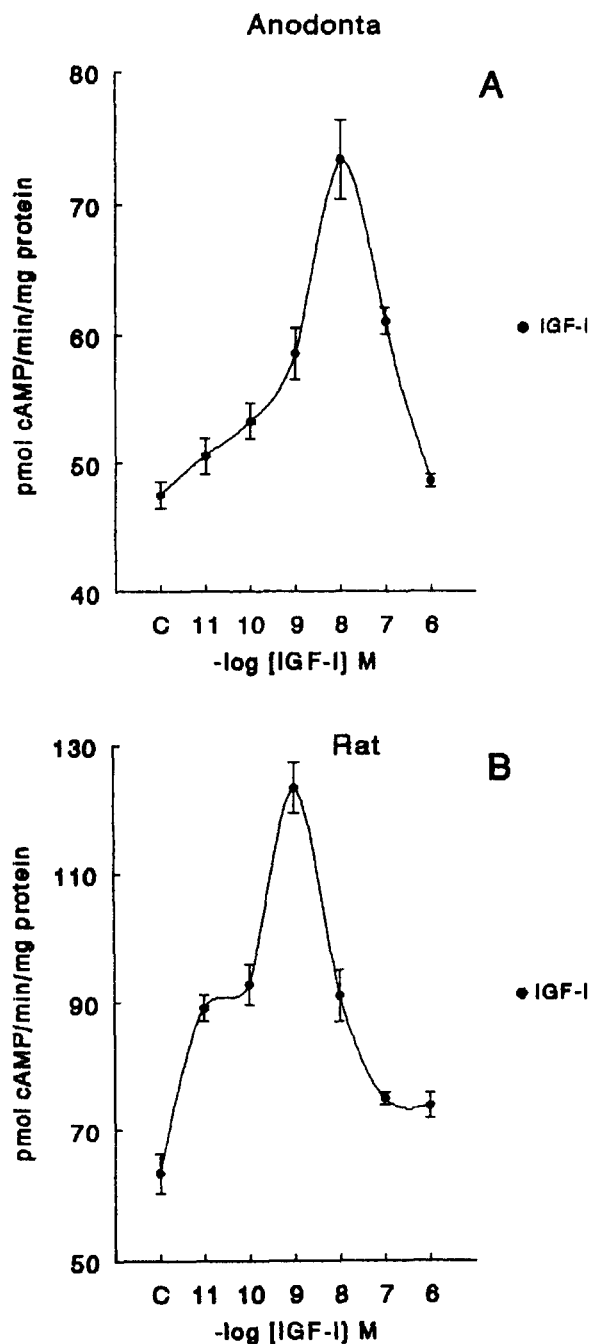 Anodonta
A
80
70
60
50
40
pmol cAMP/min/mg protein
IGF-I
C 11 10 9 8 7 6
-log [IGF-I] M
Rat
B
130
110
90
70
50
pmol cAMP/min/mg protein
IGF-I
C 11 10 9 8 7 6
-log [IGF-I] M